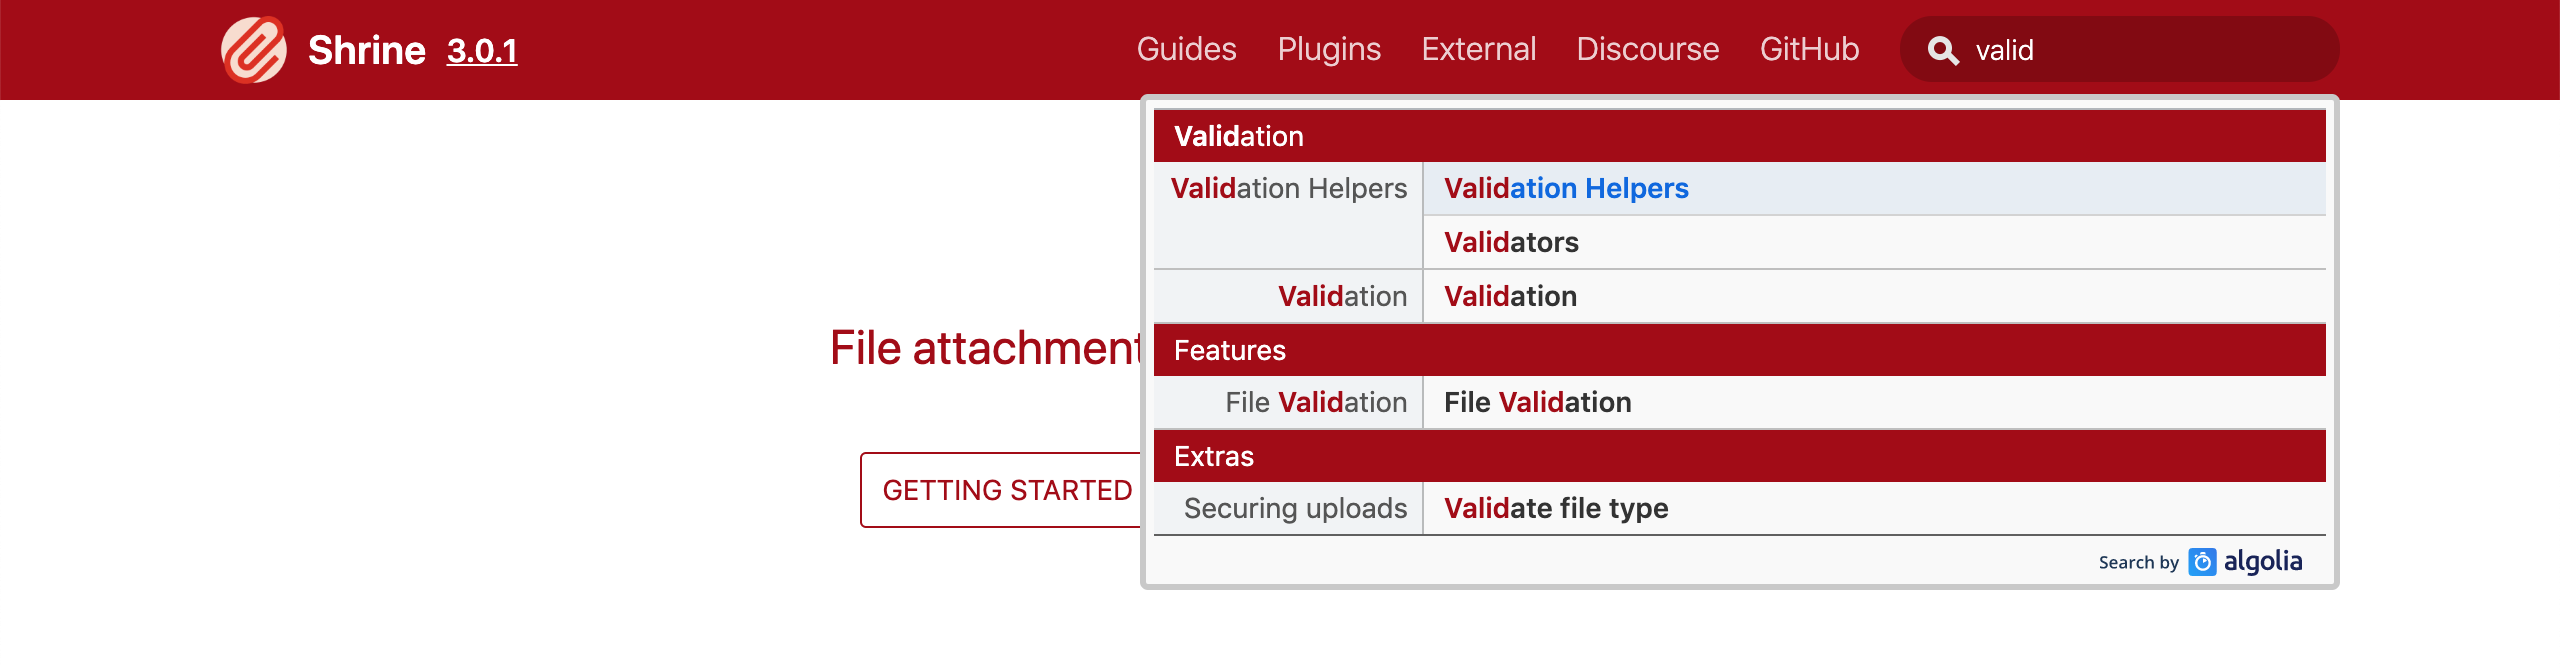 Shrine 3.0.1 Guides Plugins External Discourse GitHub valid
Validation
Validation Helpers Validation Helpers
Validators
Validation Validation
Features
File attachment
File Validation File Validation
Extras
GETTING STARTED
Securing uploads Validate file type
Search by algolia